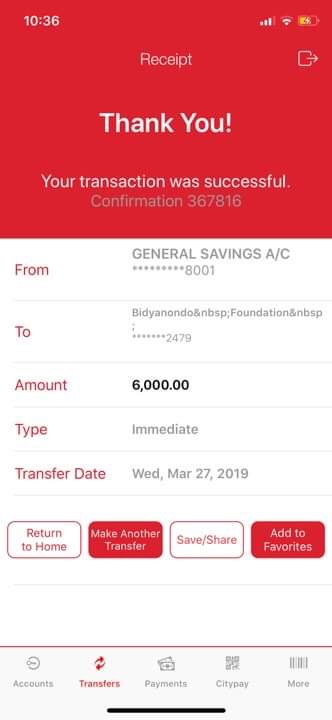 10:36
Receipt
Thank You!
Your transaction was successful.
Confirmation 367816
From
GENERAL SAVINGS A/C
*********8001
To
Bidyanondo&nbsp;Foundation&nbsp
;
*******2479
Amount
6,000.00
Type
Immediate
Transfer Date
Wed, Mar 27, 2019
Return
to Home
Make Another
Transfer
Save/Share
Add to
Favorites
Accounts
Transfers
Payments
Citypay
More